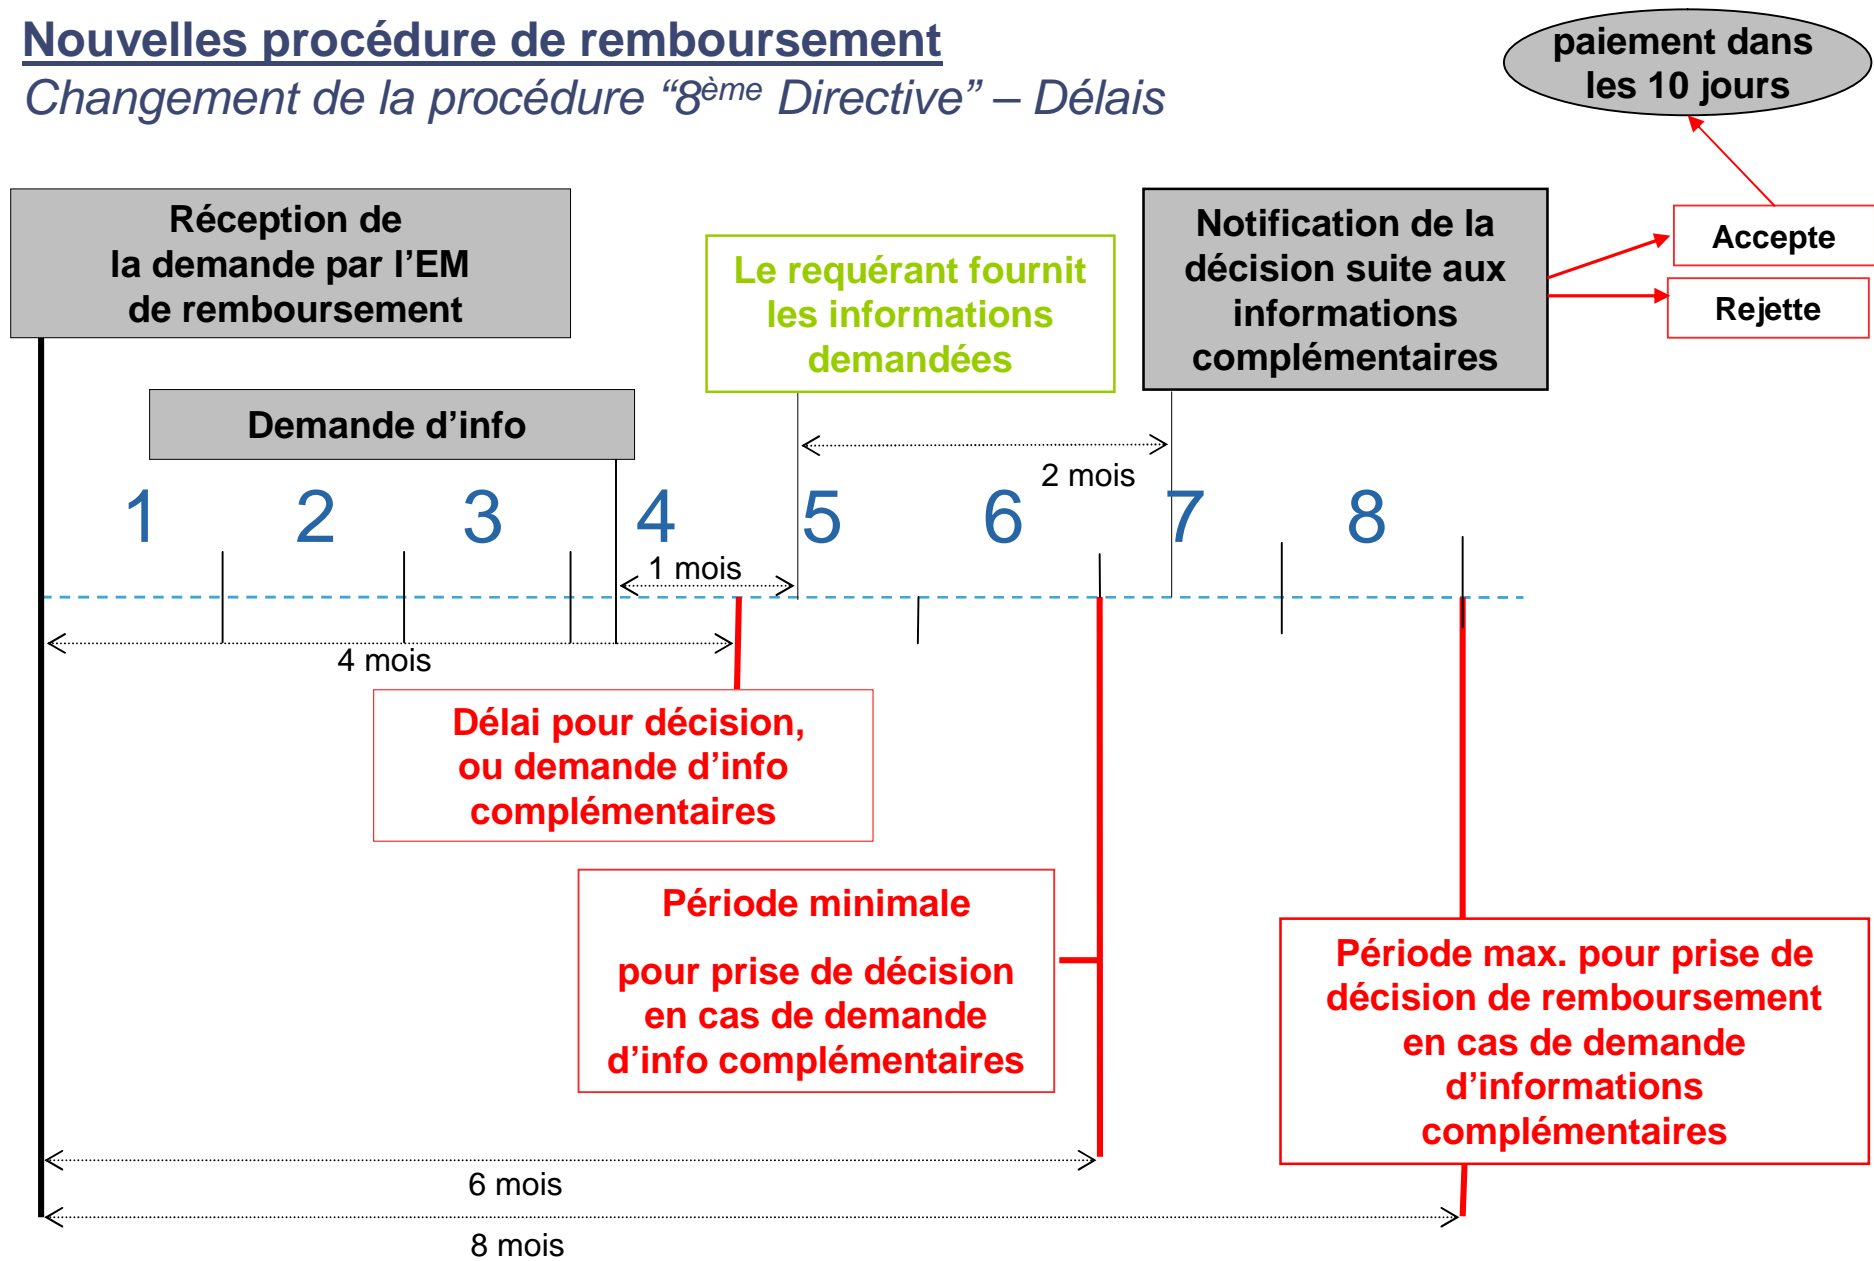 Nouvelles procédure de remboursement
Changement de la procédure “8ème Directive” – Délais
paiement dans
les 10 jours
Réception de
la demande par l’EM
de remboursement
Le requérant fournit
les informations
demandées
Notification de la
décision suite aux
informations
complémentaires
Accepte
Rejette
Demande d’info
2 mois
1 2 3 4 5 6 7 8
1 mois
4 mois
Délai pour décision,
ou demande d’info
complémentaires
Période minimale
pour prise de décision
en cas de demande
d’info complémentaires
Période max. pour prise de
décision de remboursement
en cas de demande
d’informations
complémentaires
6 mois
8 mois